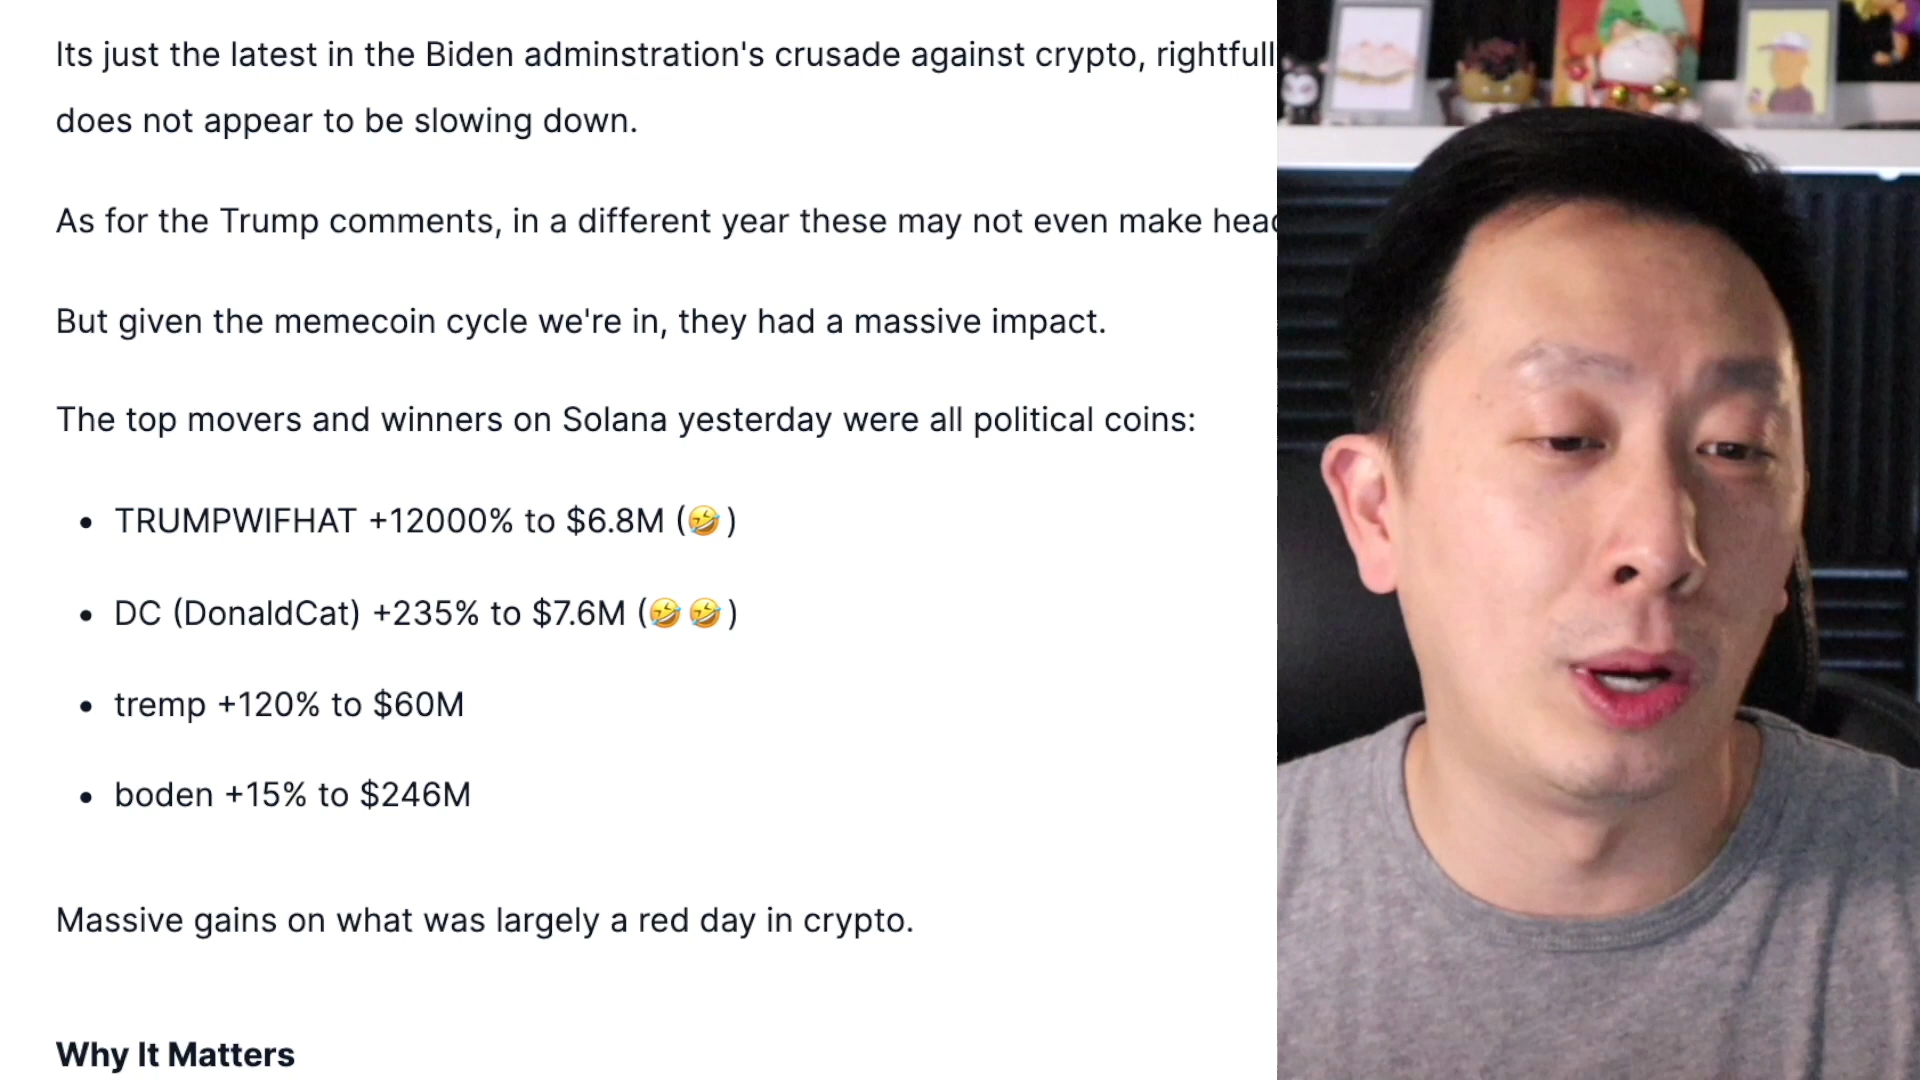 Its just the latest in the Biden adminstration's crusade against crypto, rightfull
does not appear to be slowing down.
As for the Trump comments, in a different year these may not even make head
But given the memecoin cycle we're in, they had a massive impact.
The top movers and winners on Solana yesterday were all political coins:
• TRUMPWIFHAT +12000% to $6.8M (🤣)
• DC (DonaldCat) +235% to $7.6M (🤣🤣)
• tremp +120% to $60M
• boden +15% to $246M
Massive gains on what was largely a red day in crypto.
Why It Matters